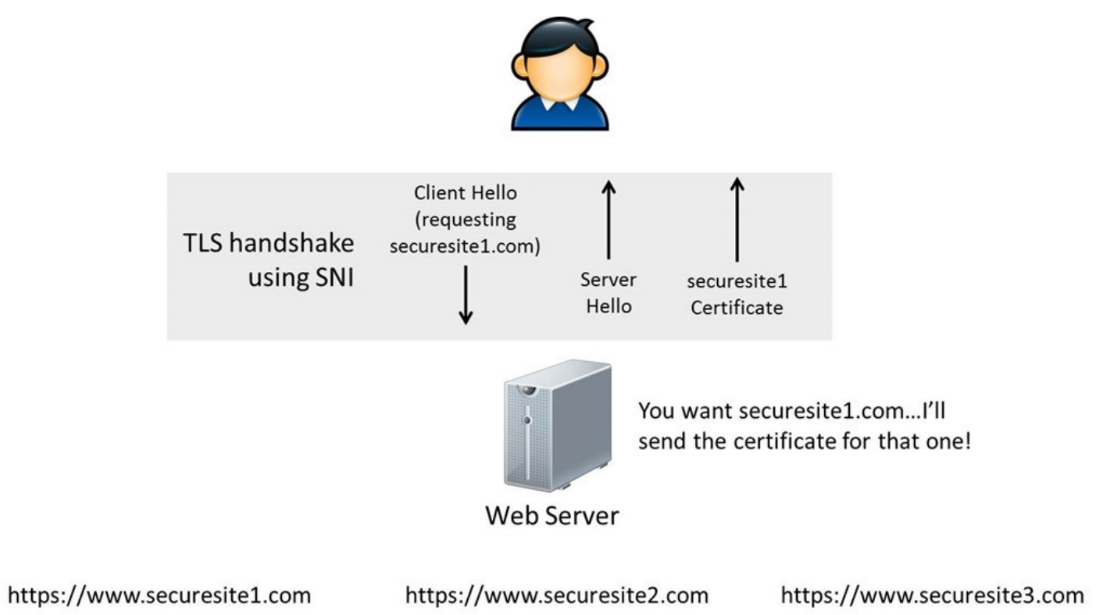 Client Hello
(requesting
securesite1.com)
TLS handshake
using SNI
Server
Hello
securesite1
Certificate
You want securesite1.com...I'll
send the certificate for that one!
Web Server
https://www.securesite1.com
https://www.securesite2.com
https://www.securesite3.com